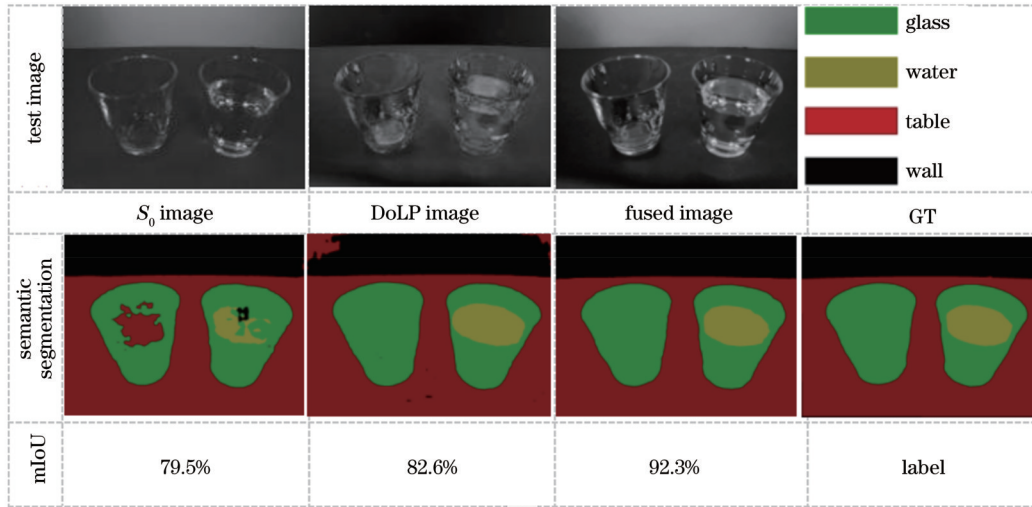 test image
glass
water
table
wall
S₀ image
DoLP image
fused image
GT
semantic
segmentation
mIoU
79.5%
82.6%
92.3%
label